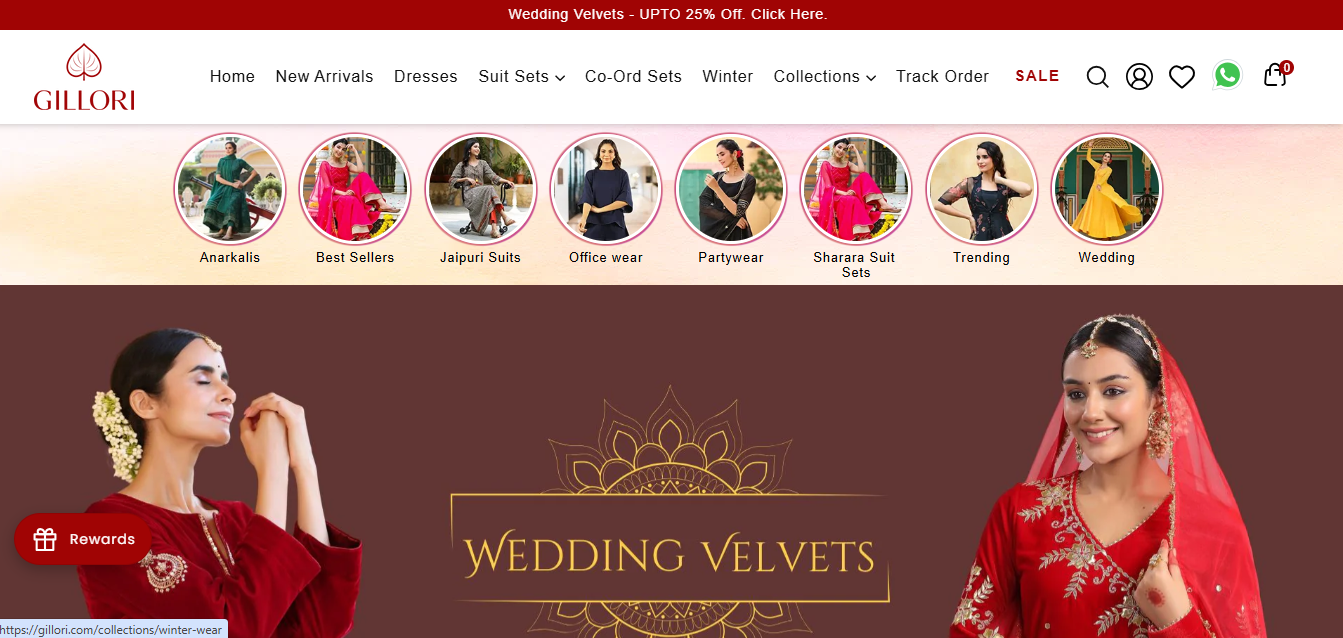 Wedding Velvets - UPTO 25% Off. Click Here.
GILLORI
Home New Arrivals Dresses Suit Sets Co-Ord Sets Winter Collections Track Order SALE
0
Anarkalis Best Sellers Jaipuri Suits Office wear Partywear Sharara Suit Sets Trending Wedding
WEDDING VELVETS
Rewards
https://gillori.com/collections/winter-wear